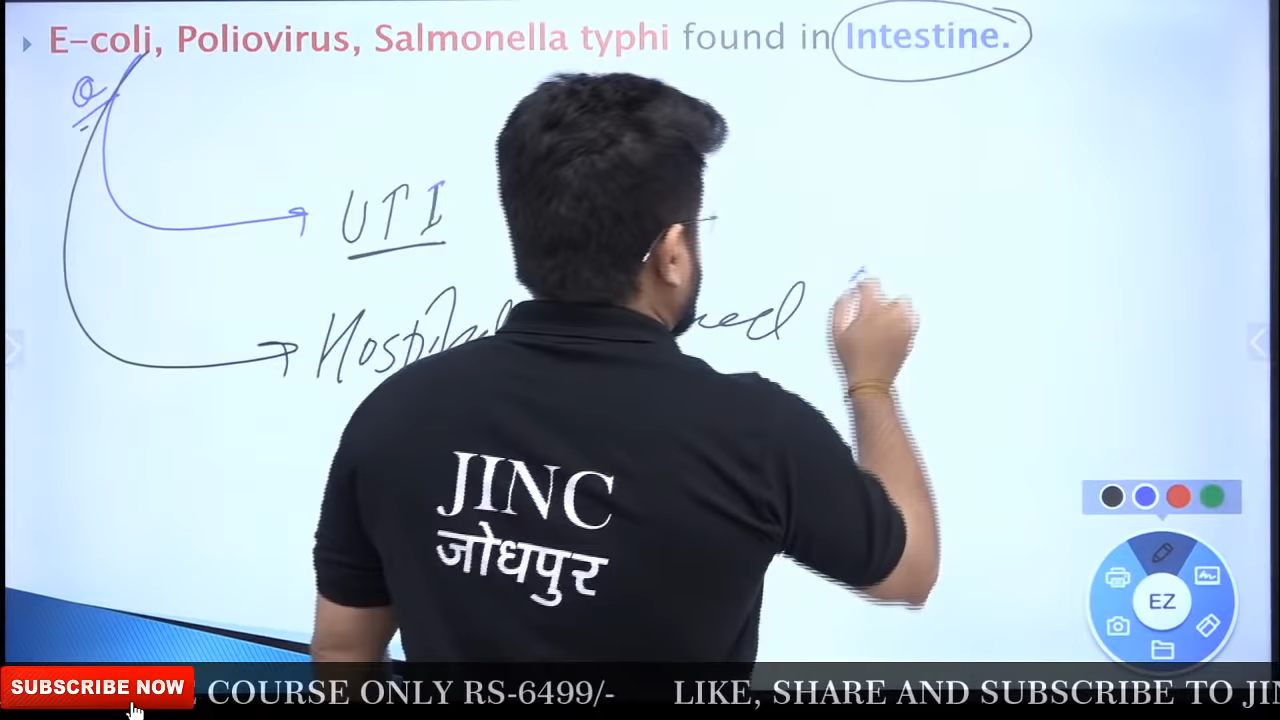 E-coli, Poliovirus, Salmonella typhi found in Intestine.
Q
UTI
JINC
जोधपुर
EZ
SUBSCRIBE NOW
COURSE ONLY RS-6499/- LIKE, SHARE AND SUBSCRIBE TO